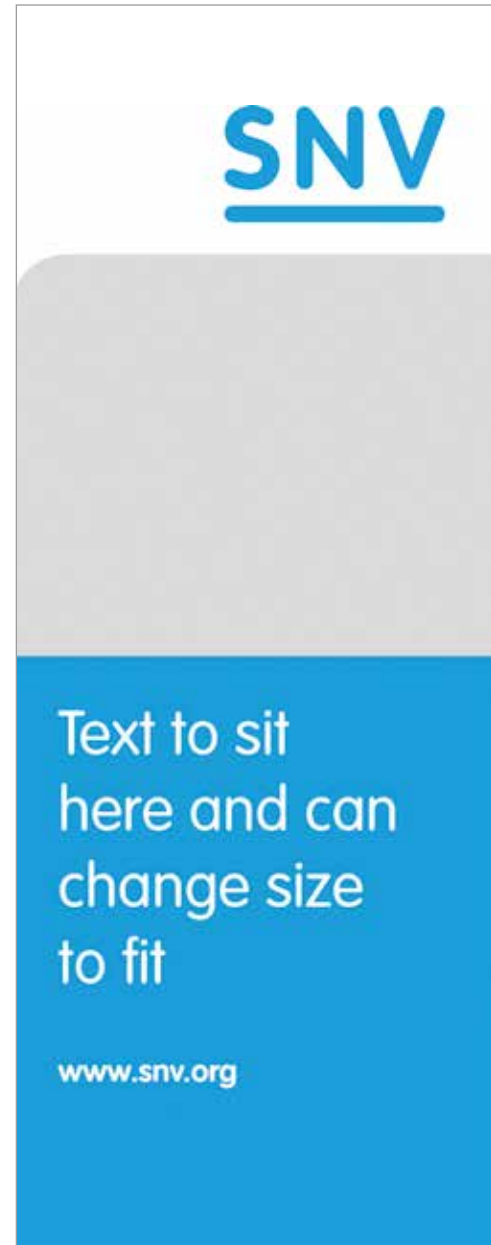 SNV
Text to sit
here and can
change size
to fit
www.snv.org